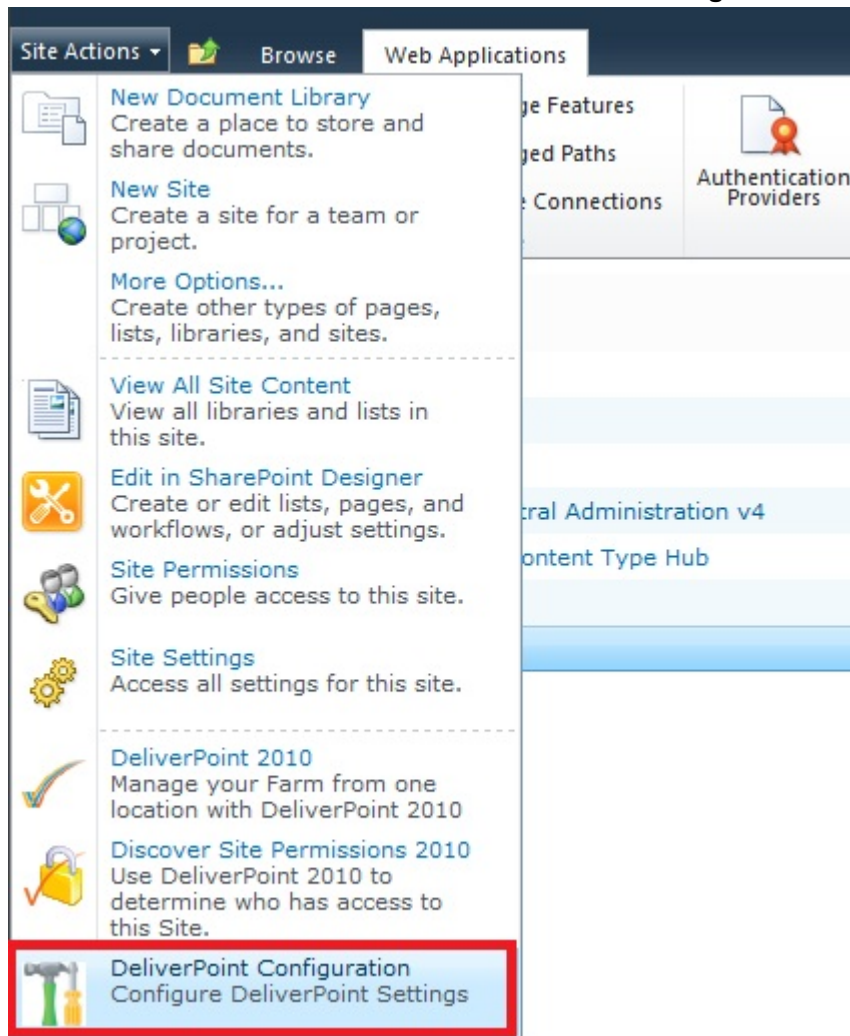 Site Actions Browse Web Applications
New Document Library
Create a place to store and
share documents.
New Site
Create a site for a team or
project.
More Options...
Create other types of pages,
lists, libraries, and sites.
View All Site Content
View all libraries and lists in
this site.
Edit in SharePoint Designer
Create or edit lists, pages, and
workflows, or adjust settings.
Site Permissions
Give people access to this site.
Site Settings
Access all settings for this site.
DeliverPoint 2010
Manage your Farm from one
location with DeliverPoint 2010
Discover Site Permissions 2010
Use DeliverPoint 2010 to
determine who has access to
this Site.
DeliverPoint Configuration
Configure DeliverPoint Settings
ge Features
ged Paths
Connections
Authentication
Providers
tral Administration v4
ontent Type Hub